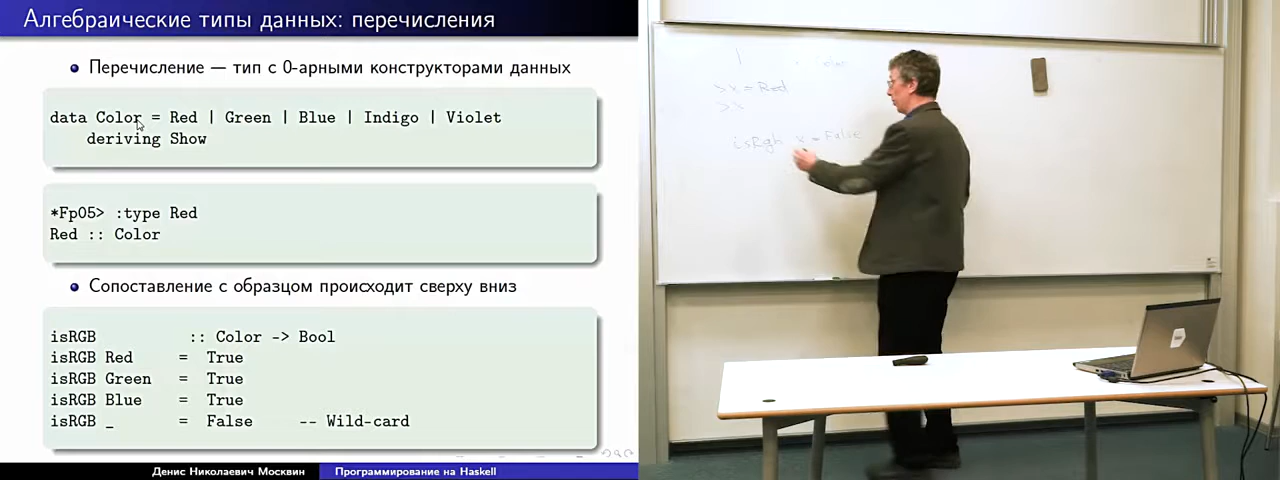 Алгебраические типы данных: перечисления
Перечисление — тип с 0-арными конструкторами данных
data Color = Red | Green | Blue | Indigo | Violet
deriving Show
*Fp05> :type Red
Red :: Color
Сопоставление с образцом происходит сверху вниз
isRGB :: Color -> Bool
isRGB Red = True
isRGB Green = True
isRGB Blue = True
isRGB _ = False -- Wild-card
Денис Николаевич Москвин Программирование на Haskell
>x = Red
>x
x = False